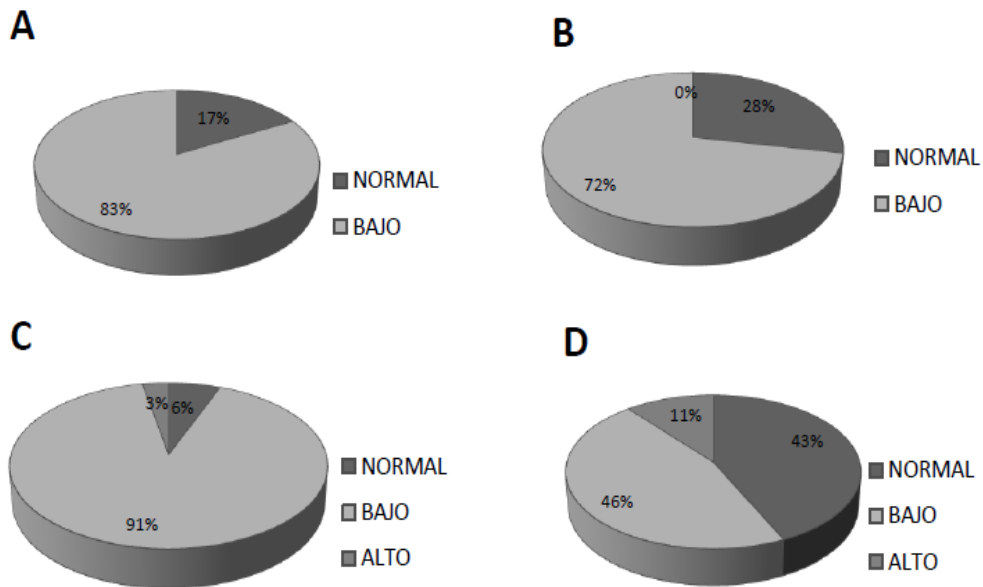 A
17%
83%
NORMAL
BAJO
B
0%
28%
72%
NORMAL
BAJO
C
3%
6%
91%
NORMAL
BAJO
ALTO
D
11%
43%
46%
NORMAL
BAJO
ALTO